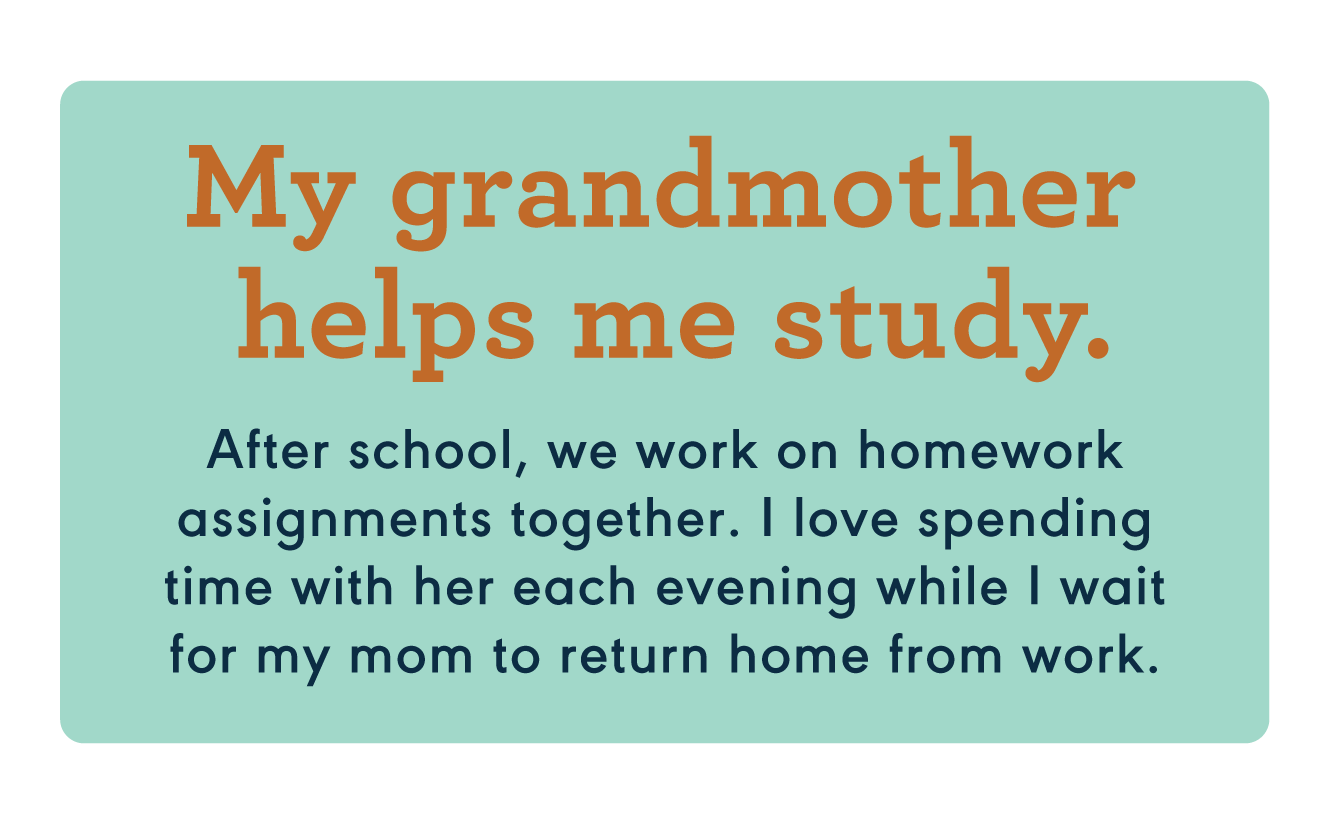 My grandmother
helps me study.
After school, we work on homework
assignments together. I love spending
time with her each evening while I wait
for my mom to return home from work.